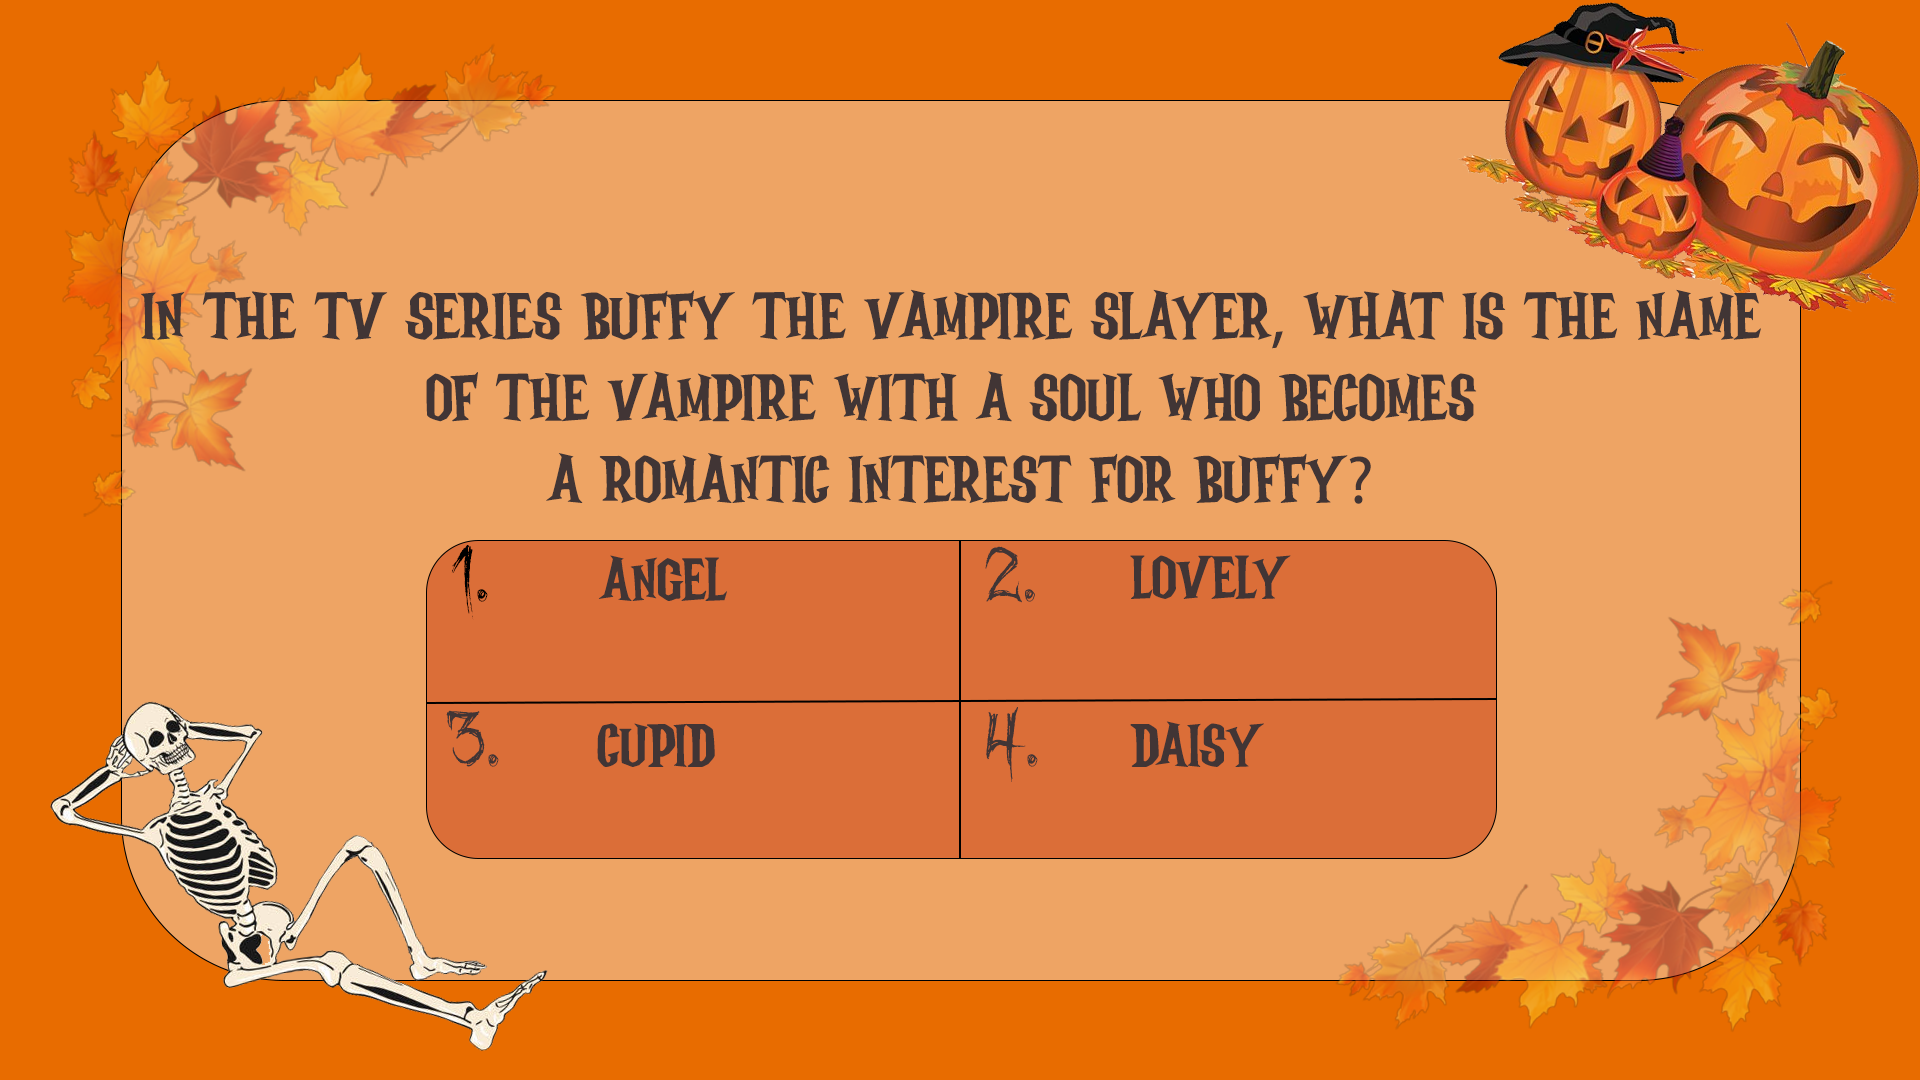 IN THE TV SERIES BUFFY THE VAMPIRE SLAYER, WHAT IS THE NAME
OF THE VAMPIRE WITH A SOUL WHO BECOMES
A ROMANTIC INTEREST FOR BUFFY?
1. ANGEL
2. LOVELY
3. CUPID
4. DAISY